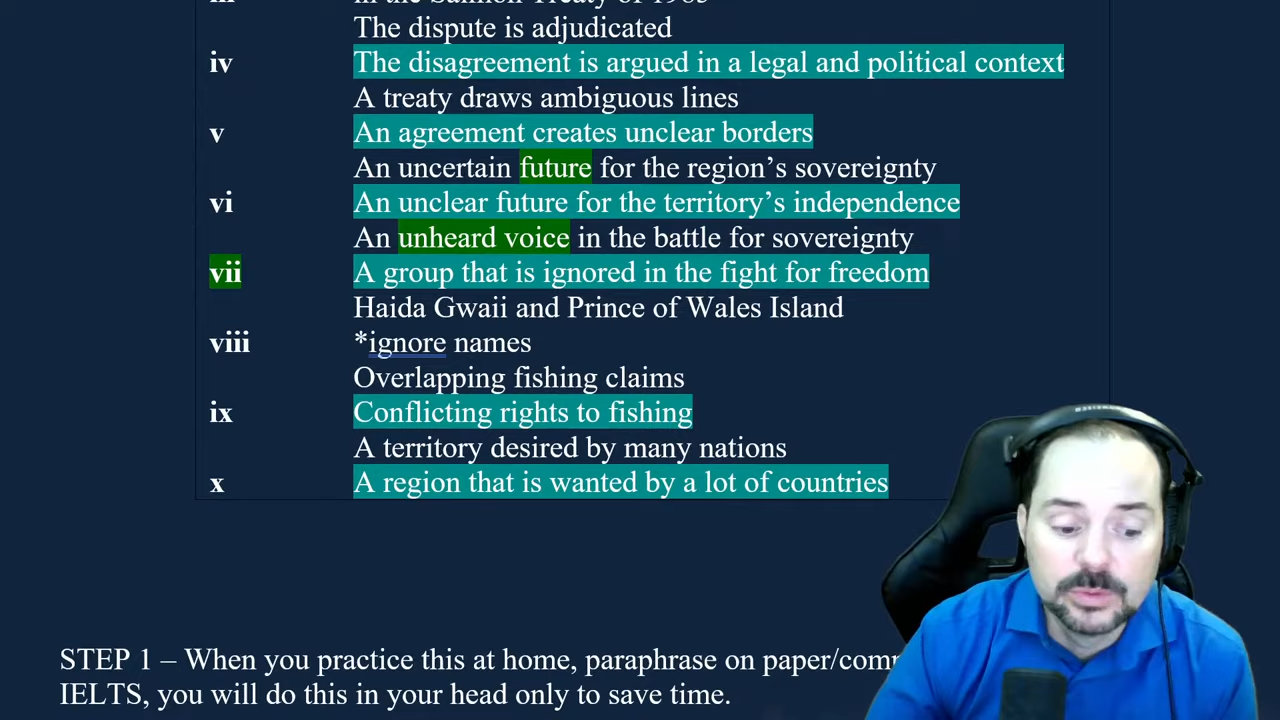 The dispute is adjudicated
iv The disagreement is argued in a legal and political context
A treaty draws ambiguous lines
v An agreement creates unclear borders
An uncertain future for the region’s sovereignty
vi An unclear future for the territory’s independence
An unheard voice in the battle for sovereignty
vii A group that is ignored in the fight for freedom
Haida Gwaii and Prince of Wales Island
viii *ignore names
Overlapping fishing claims
ix Conflicting rights to fishing
A territory desired by many nations
x A region that is wanted by a lot of countries
STEP 1 – When you practice this at home, paraphrase on
IELTS, you will do this in your head only to save time.